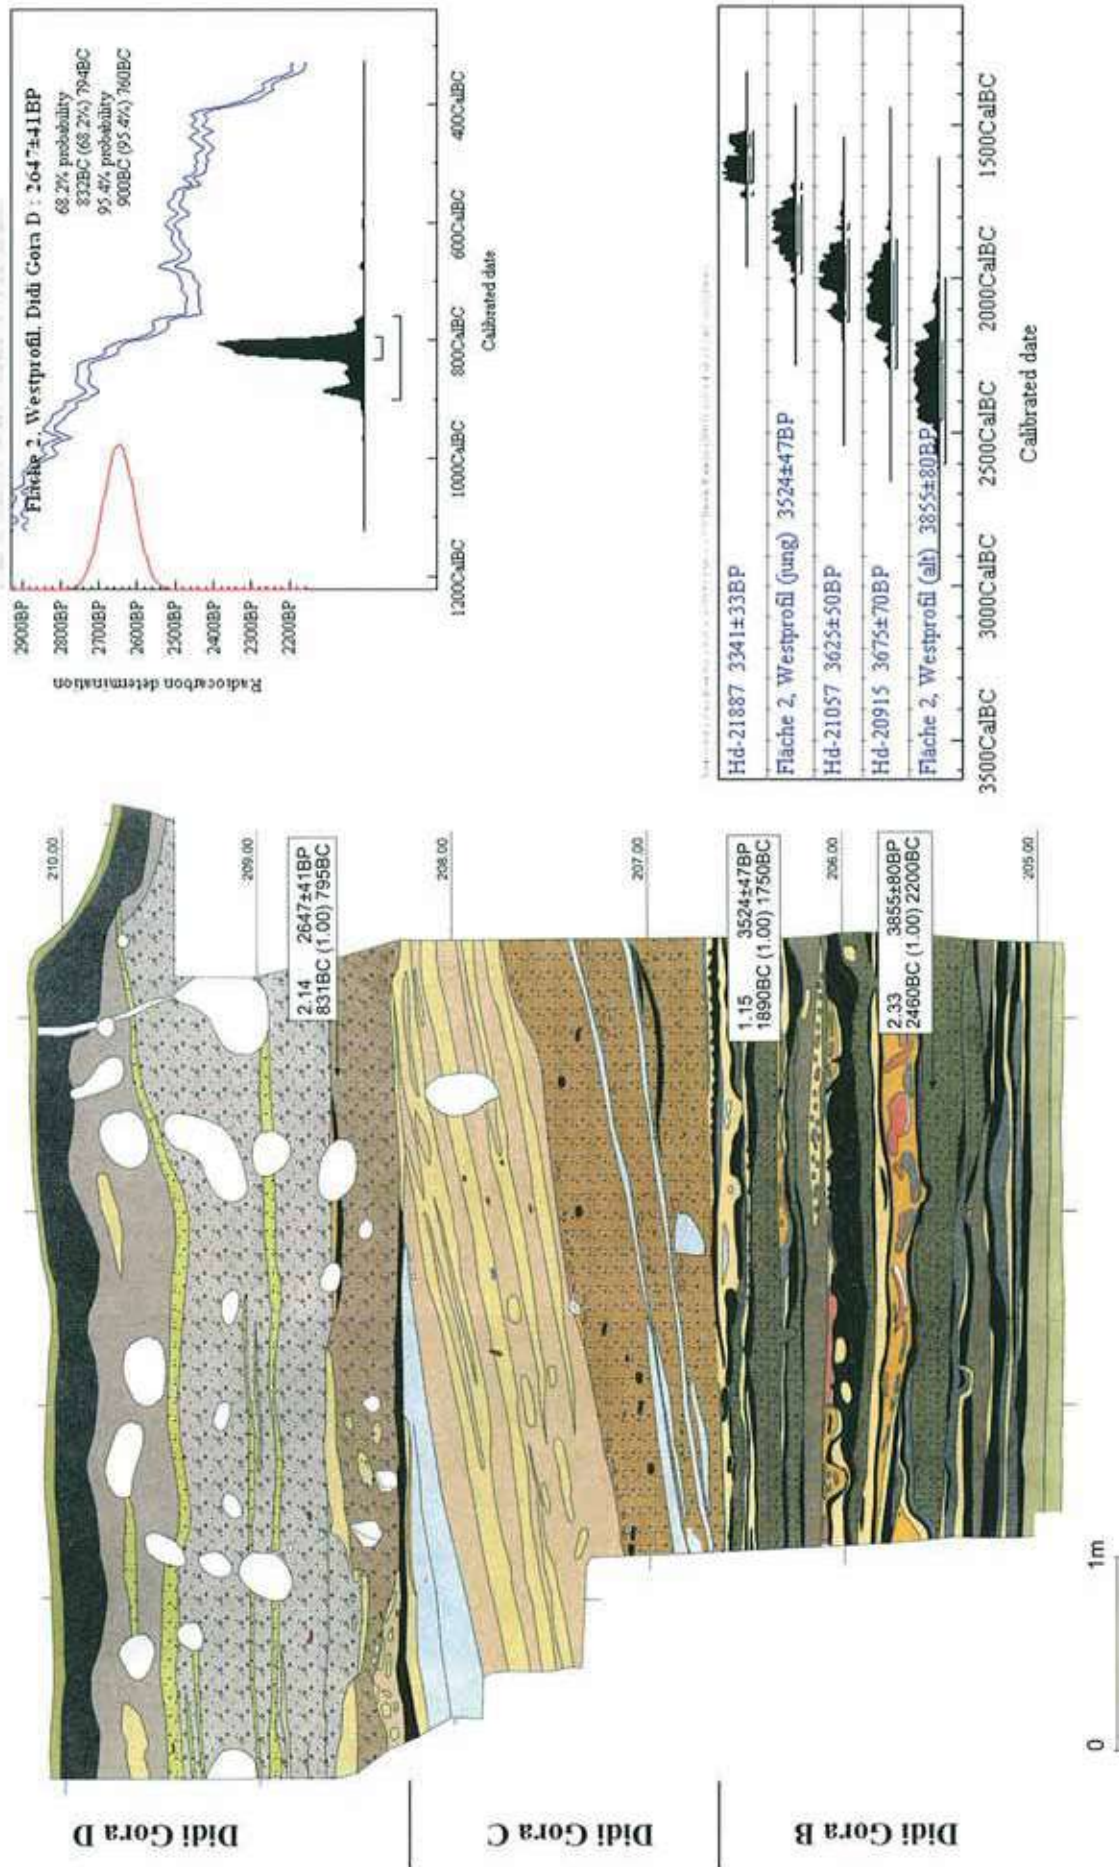 Didi Gora D
Didi Gora C
Didi Gora B
0
1m
210.00
209.00
208.00
207.00
206.00
205.00
2.14 2647±41BP
831BC (1.00) 795BC
1.15 3524±47BP
1890BC (1.00) 1750BC
2.33 3855±80BP
2460BC (1.00) 2200BC
Fläche 2, Westprofil, Didi Gora D : 2647±41BP
68.2% probability
832BC (68.2%) 794BC
95.4% probability
900BC (95.4%) 760BC
Radiocarbon determination
2900BP
2800BP
2700BP
2600BP
2500BP
2400BP
2300BP
2200BP
1200CalBC
1000CalBC
800CalBC
600CalBC
400CalBC
Calibrated date
Hd-21887 3341±33BP
Fläche 2, Westprofil (jung) 3524±47BP
Hd-21057 3625±50BP
Hd-20915 3675±70BP
Fläche 2, Westprofil (alt) 3855±80BP
3500CalBC
3000CalBC
2500CalBC
2000CalBC
1500CalBC
Calibrated date